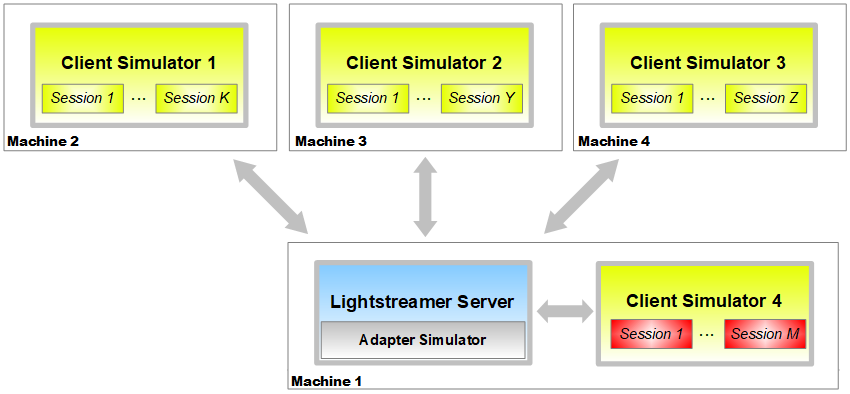 Client Simulator 1
Session 1 ... Session K
Machine 2
Client Simulator 2
Session 1 ... Session Y
Machine 3
Client Simulator 3
Session 1 ... Session Z
Machine 4
Lightstreamer Server
Adapter Simulator
Client Simulator 4
Session 1 ... Session M
Machine 1